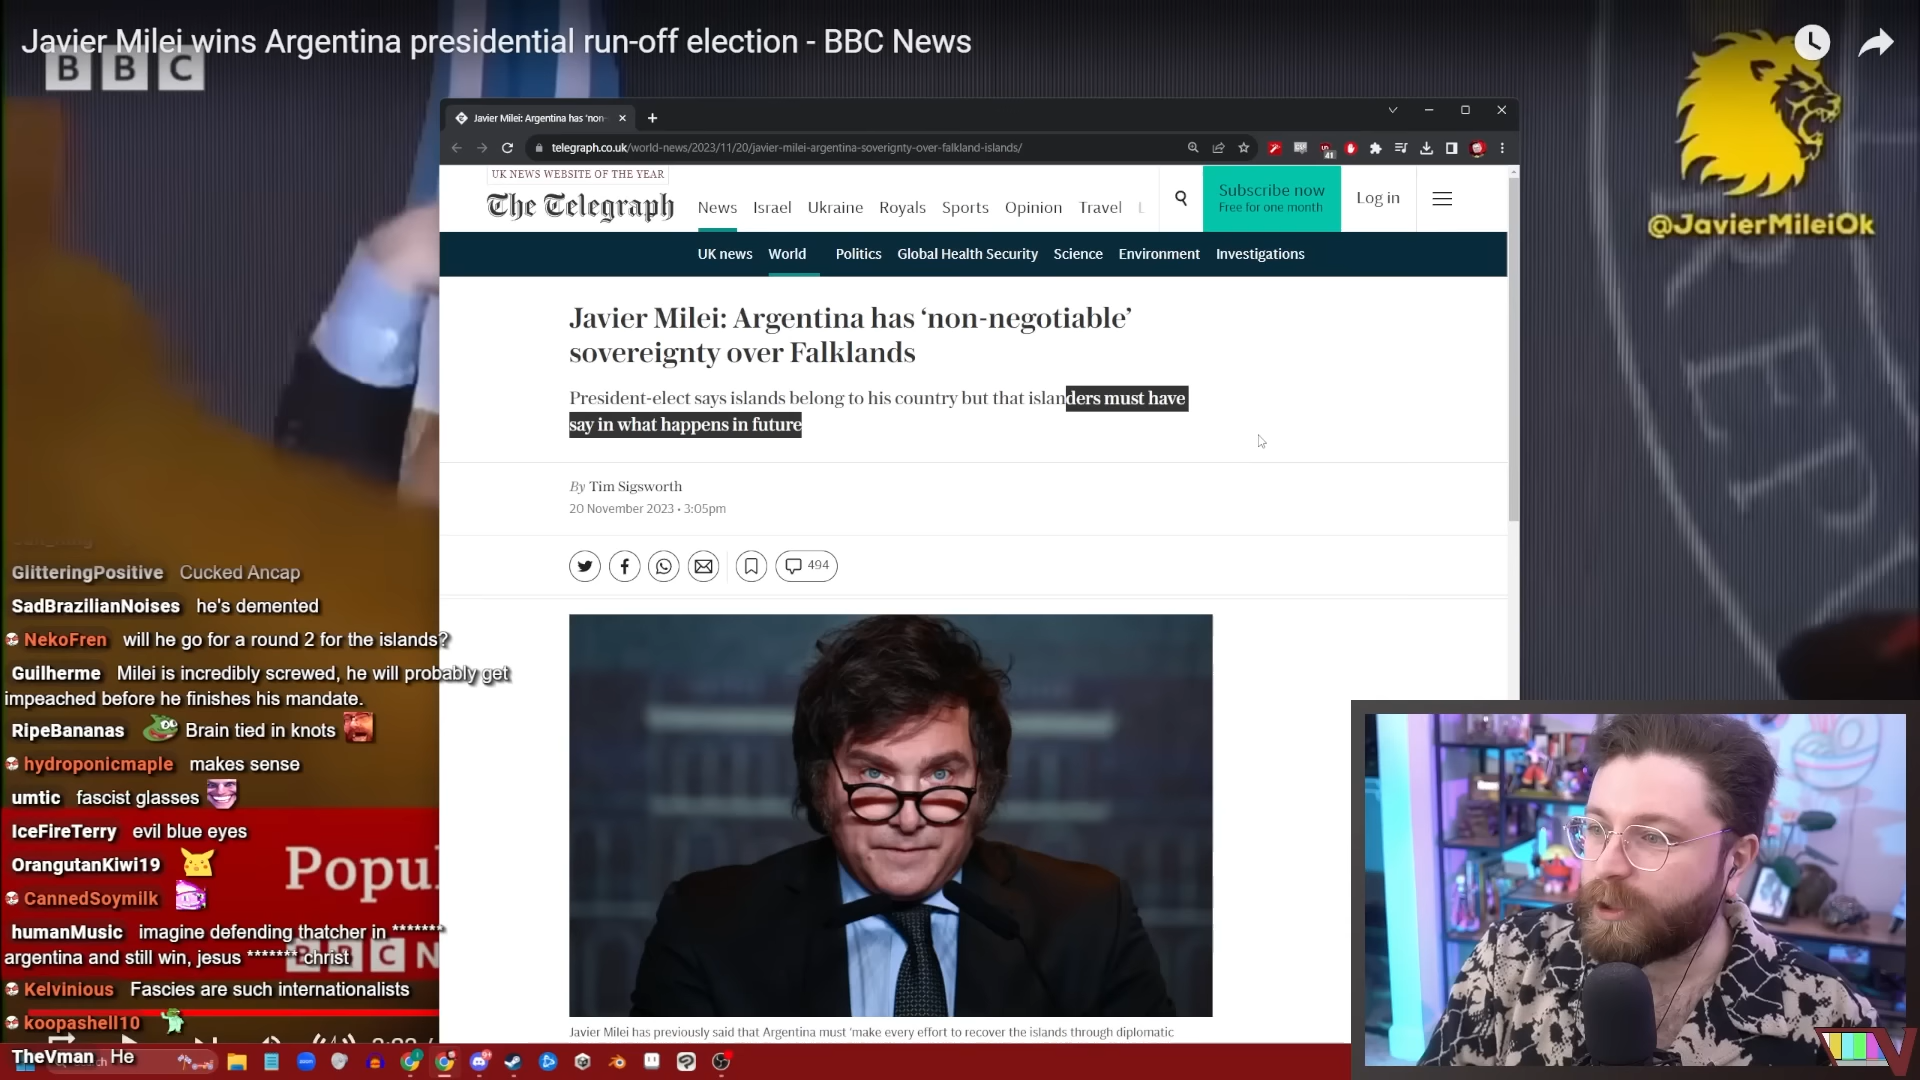 Javier Milei wins Argentina presidential run-off election - BBC News
BBC
@JavierMileiOk
Javier Milei: Argentina has 'non-
telegraph.co.uk/world-news/2023/11/20/javier-milei-argentina-soverignty-over-falkland-islands/
41
UK NEWS WEBSITE OF THE YEAR
The Telegraph
News Israel Ukraine Royals Sports Opinion Travel L
Subscribe now
Free for one month
Log in
UK news World Politics Global Health Security Science Environment Investigations
Javier Milei: Argentina has ‘non-negotiable’
sovereignty over Falklands
President-elect says islands belong to his country but that islanders must have
say in what happens in future
By Tim Sigsworth
20 November 2023 • 3:05pm
494
Javier Milei has previously said that Argentina must 'make every effort to recover the islands through diplomatic
GlitteringPositive Cucked Ancap
SadBrazilianNoises he's demented
NekoFren will he go for a round 2 for the islands?
Guilherme Milei is incredibly screwed, he will probably get
impeached before he finishes his mandate.
RipeBananas Brain tied in knots
hydroponicmaple makes sense
umtic fascist glasses
IceFireTerry evil blue eyes
OrangutanKiwi19
CannedSoymilk
humanMusic imagine defending thatcher in *******
argentina and still win, jesus ******* christ
Kelvinious Fascies are such internationalists
koopashell10
TheVman He
Popul
BBC N